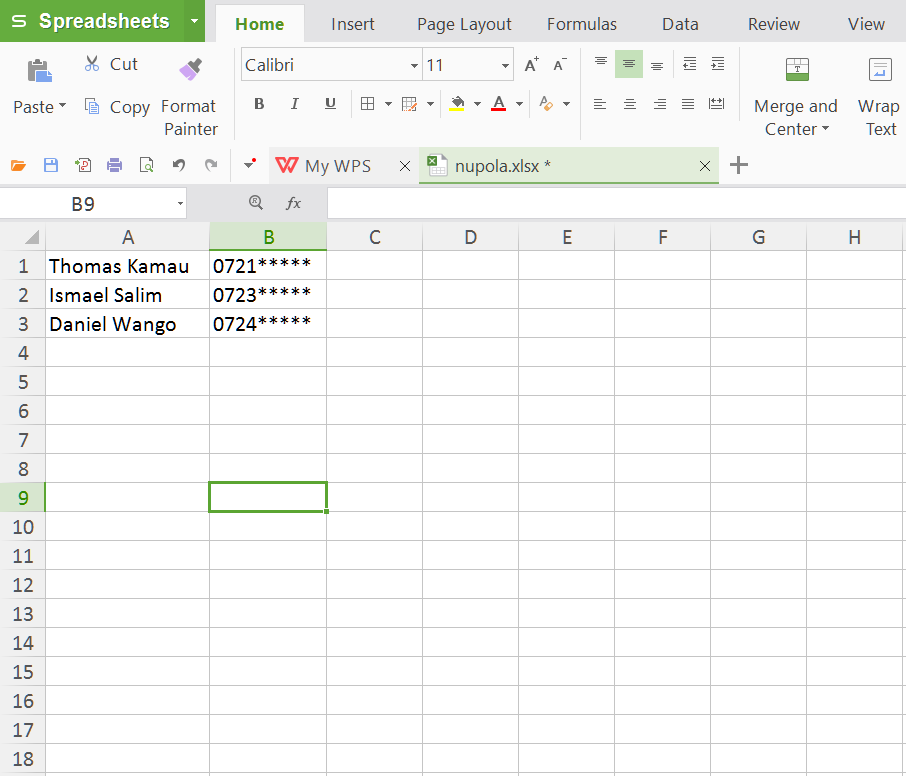 Spreadsheets Home Insert Page Layout Formulas Data Review View
Paste Cut Copy Format Painter Calibri 11 A+ A- B I U A Merge and Center Wrap Text
My WPS nupola.xlsx *
B9 fx
A B C D E F G H
1 Thomas Kamau 0721*****
2 Ismael Salim 0723*****
3 Daniel Wango 0724*****
4
5
6
7
8
9
10
11
12
13
14
15
16
17
18